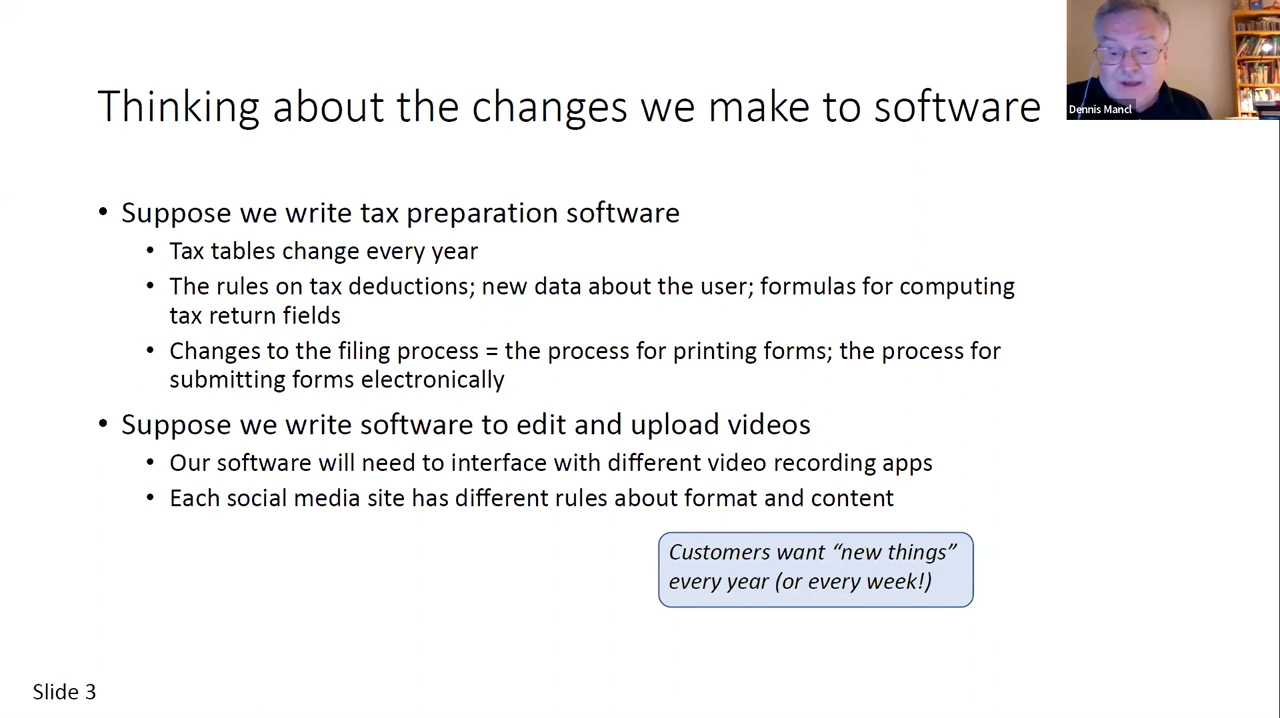 Thinking about the changes we make to software
Dennis Mancl
• Suppose we write tax preparation software
• Tax tables change every year
• The rules on tax deductions; new data about the user; formulas for computing
tax return fields
• Changes to the filing process = the process for printing forms; the process for
submitting forms electronically
• Suppose we write software to edit and upload videos
• Our software will need to interface with different video recording apps
• Each social media site has different rules about format and content
Customers want “new things”
every year (or every week!)
Slide 3